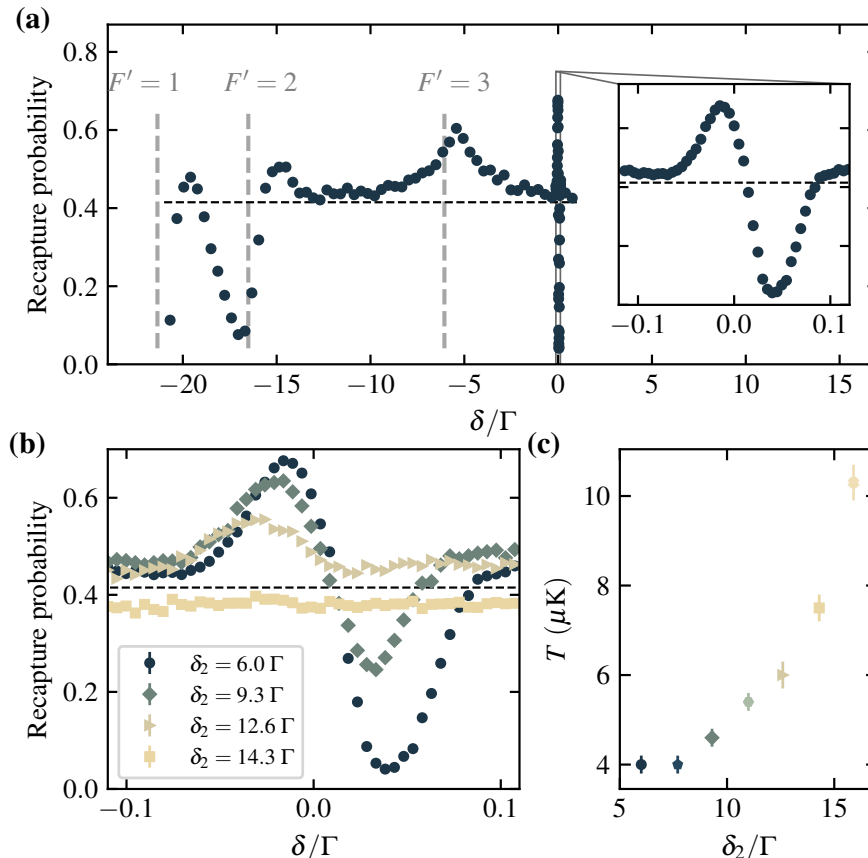 (a)
0.8
0.6
0.4
0.2
0.0
Recapture probability
F′ = 1
F′ = 2
F′ = 3
−0.1
0.0
0.1
−20
−15
−10
−5
0
5
10
15
δ/Γ
(b)
0.6
0.4
0.2
0.0
Recapture probability
δ₂ = 6.0 Γ
δ₂ = 9.3 Γ
δ₂ = 12.6 Γ
δ₂ = 14.3 Γ
−0.1
0.0
0.1
δ/Γ
(c)
10
8
6
4
T (μK)
5
10
15
δ₂/Γ